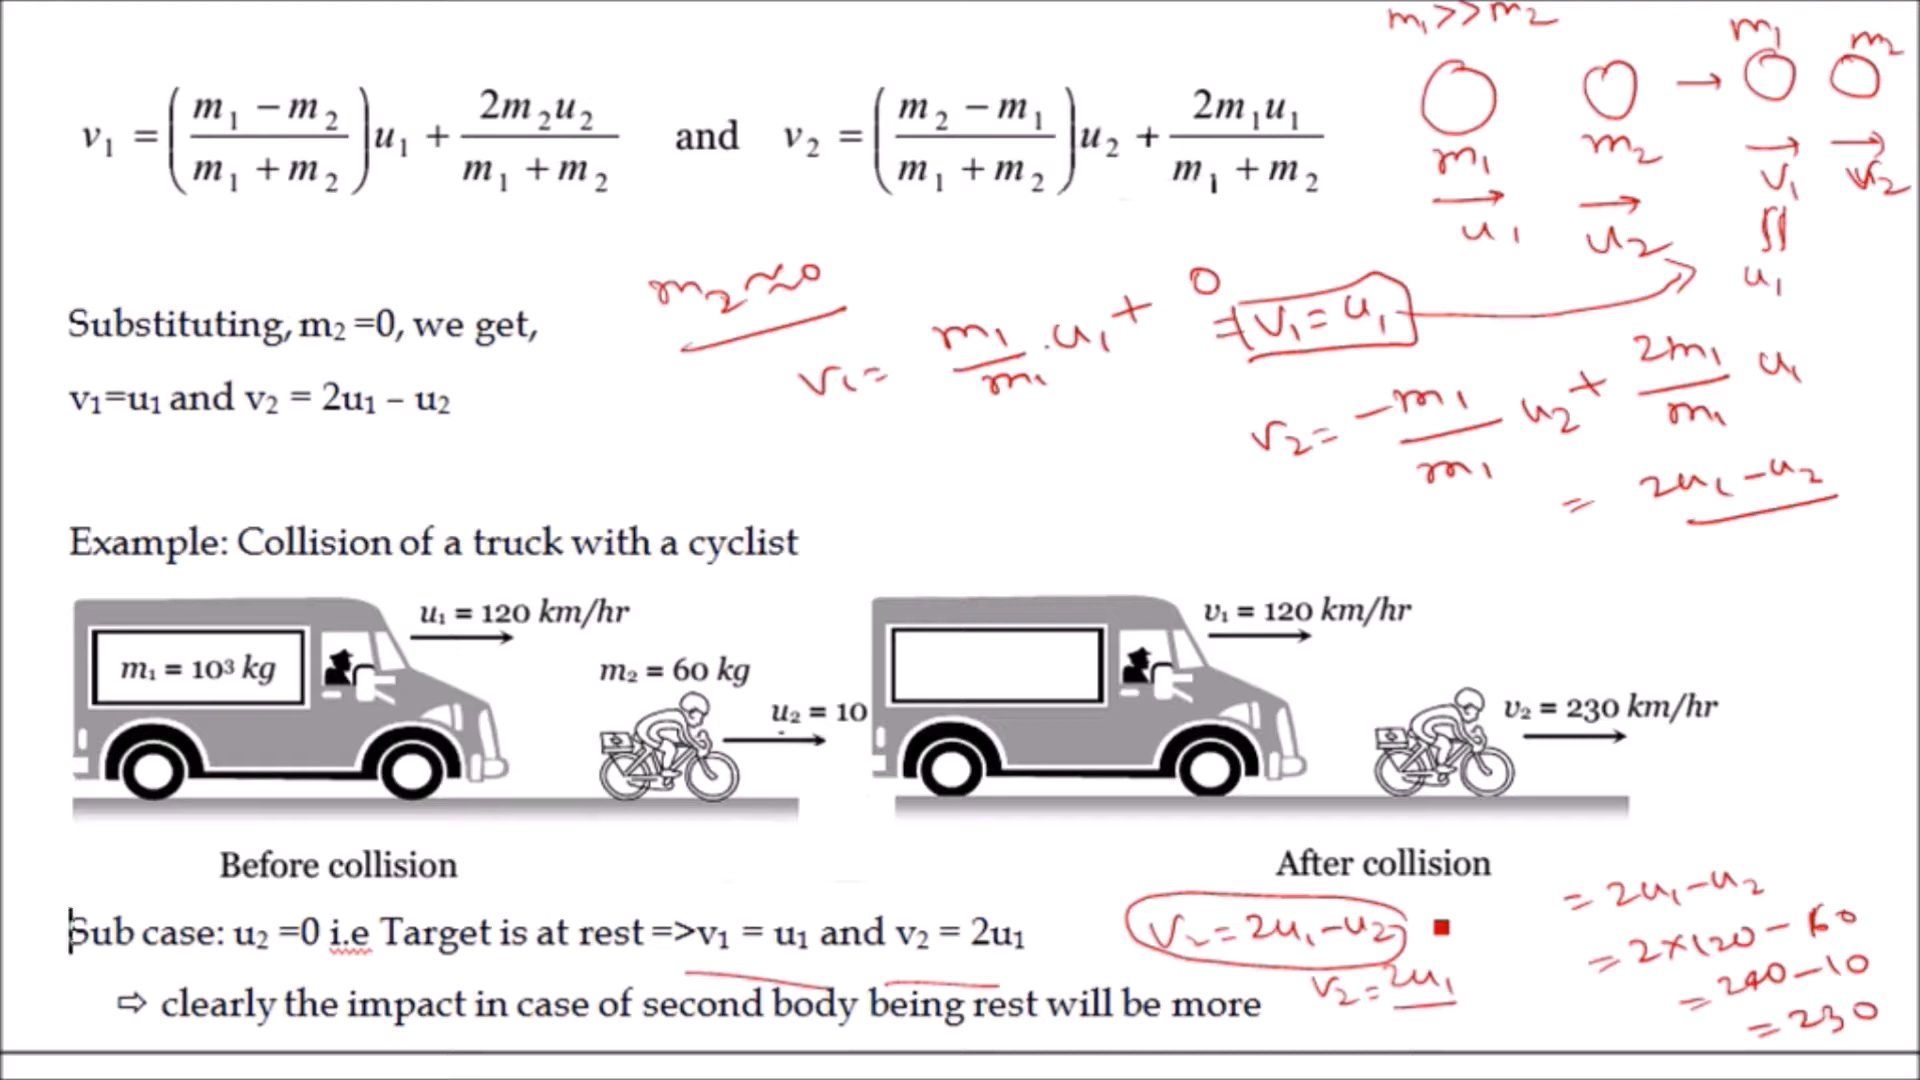 m₁>>m₂
m₁ m₂
v₁ = ( (m₁ − m₂) / (m₁ + m₂) ) u₁ + 2m₂u₂ / (m₁ + m₂) and v₂ = ( (m₂ − m₁) / (m₁ + m₂) ) u₂ + 2m₁u₁ / (m₁ + m₂)
m₁ m₂ → v₁ v₂
u₁ u₂
u₁
m₂≈0
Substituting, m₂ =0, we get,
v₁= m₁/m₁ . u₁ + 0 ⇒ v₁ = u₁
v₁=u₁ and v₂ = 2u₁ – u₂
v₂= −m₁/m₁ u₂ + 2m₁/m₁ u₁
= 2u₁−u₂
Example: Collision of a truck with a cyclist
u₁ = 120 km/hr
v₁ = 120 km/hr
m₁ = 10³ kg
m₂ = 60 kg
u₂ = 10
v₂ = 230 km/hr
Before collision
After collision
Sub case: u₂ =0 i.e Target is at rest =>v₁ = u₁ and v₂ = 2u₁
v₂=2u₁−u₂
v₂=2u₁
⇨ clearly the impact in case of second body being rest will be more
= 2u₁−u₂
= 240−10
= 230